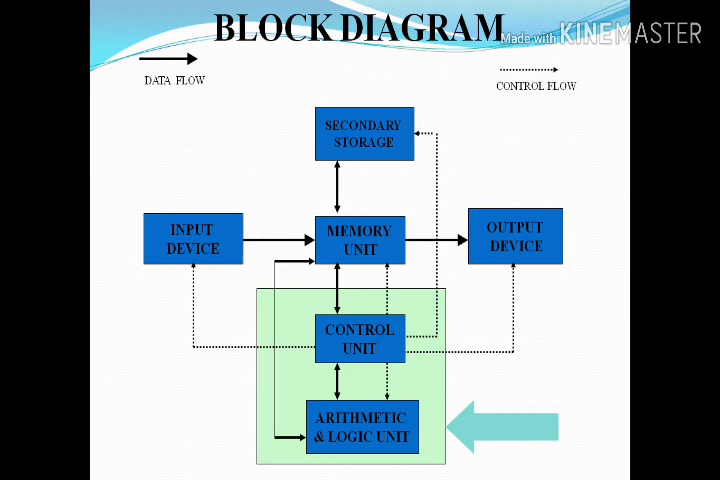 BLOCK DIAGRAM
Made with KINEMASTER
DATA FLOW
CONTROL FLOW
SECONDARY
STORAGE
INPUT
DEVICE
MEMORY
UNIT
OUTPUT
DEVICE
CONTROL
UNIT
ARITHMETIC
& LOGIC UNIT